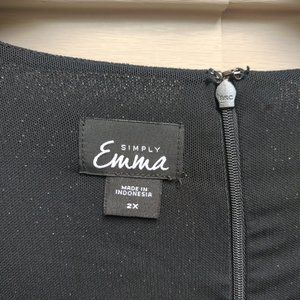 SIMPLY
Emma
MADE IN
INDONESIA
2X